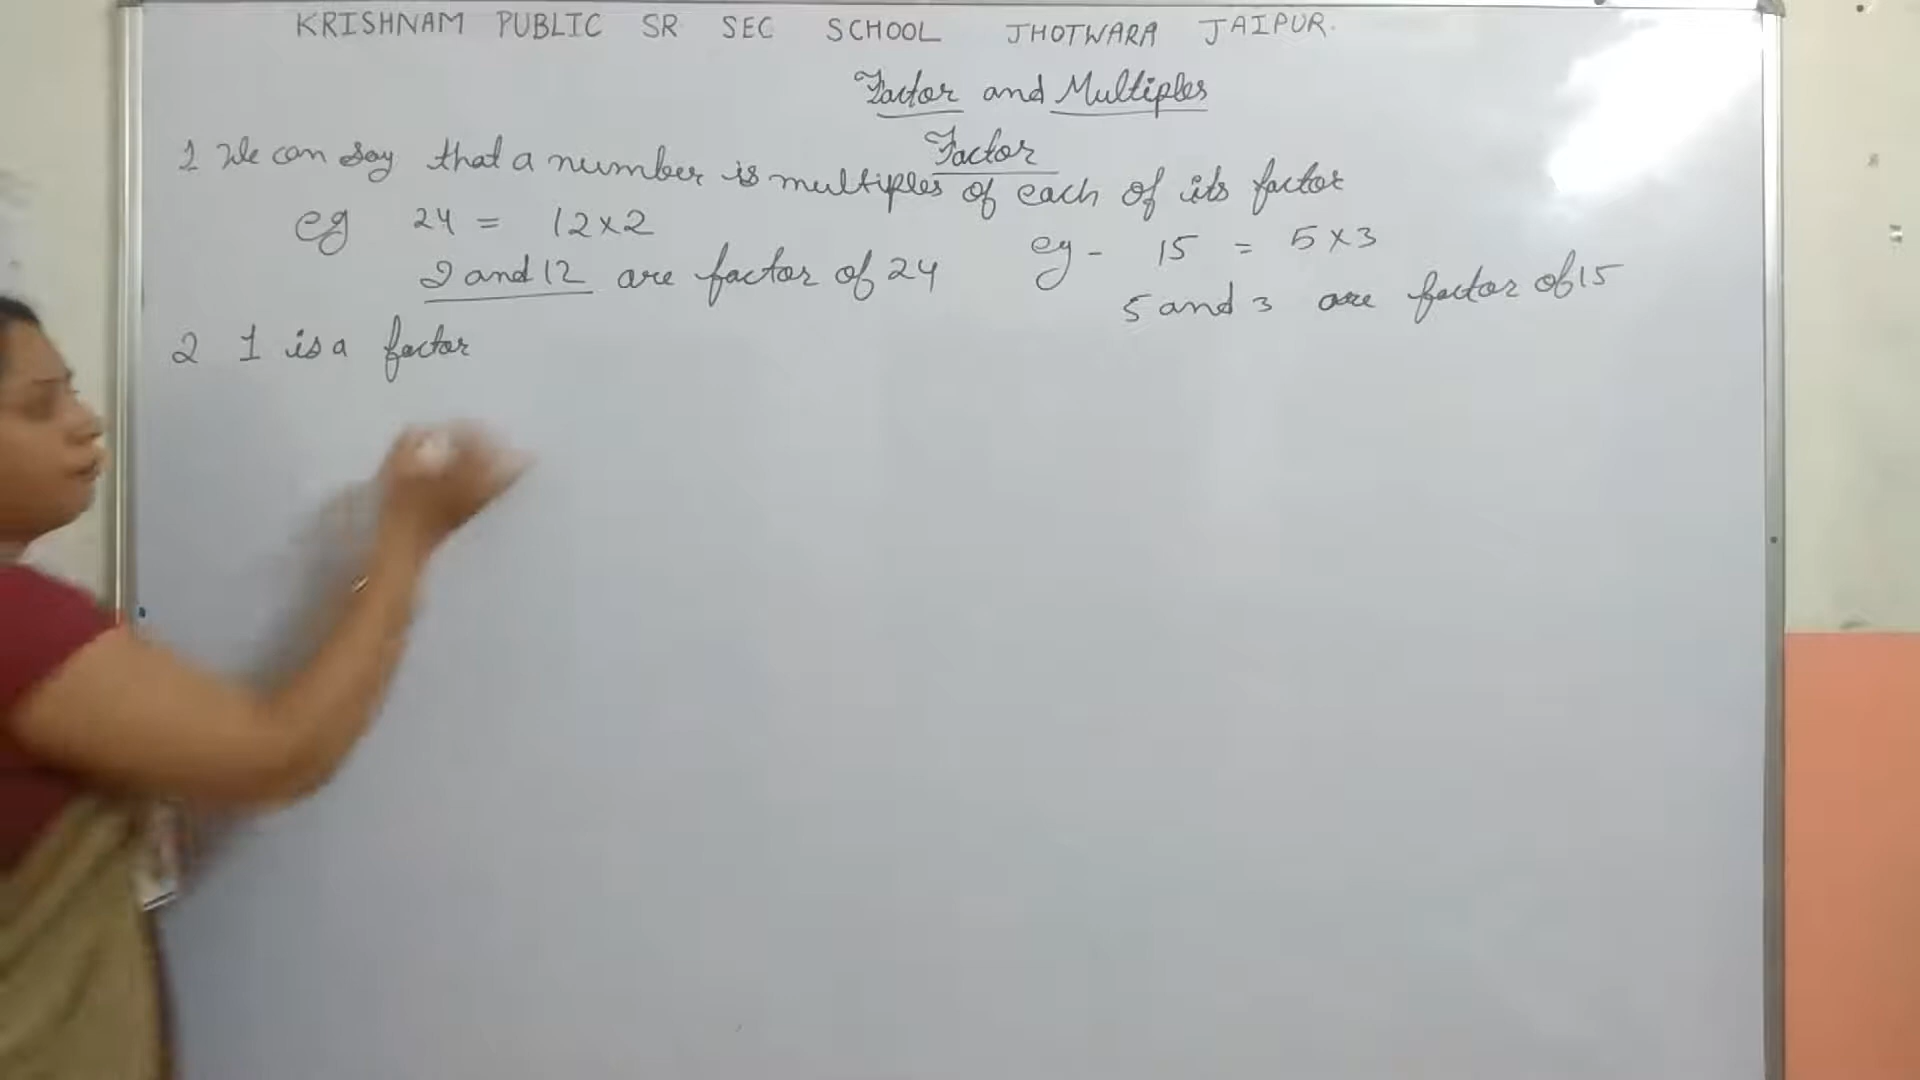 KRISHNAM PUBLIC SR SEC SCHOOL JHOTWARA JAIPUR.
Factor and Multiples
Factor
1 We can say that a number is multiples of each of its factor
eg 24 = 12×2
2 and 12 are factor of 24
eg - 15 = 5×3
5 and 3 are factor of 15
2 1 is a factor